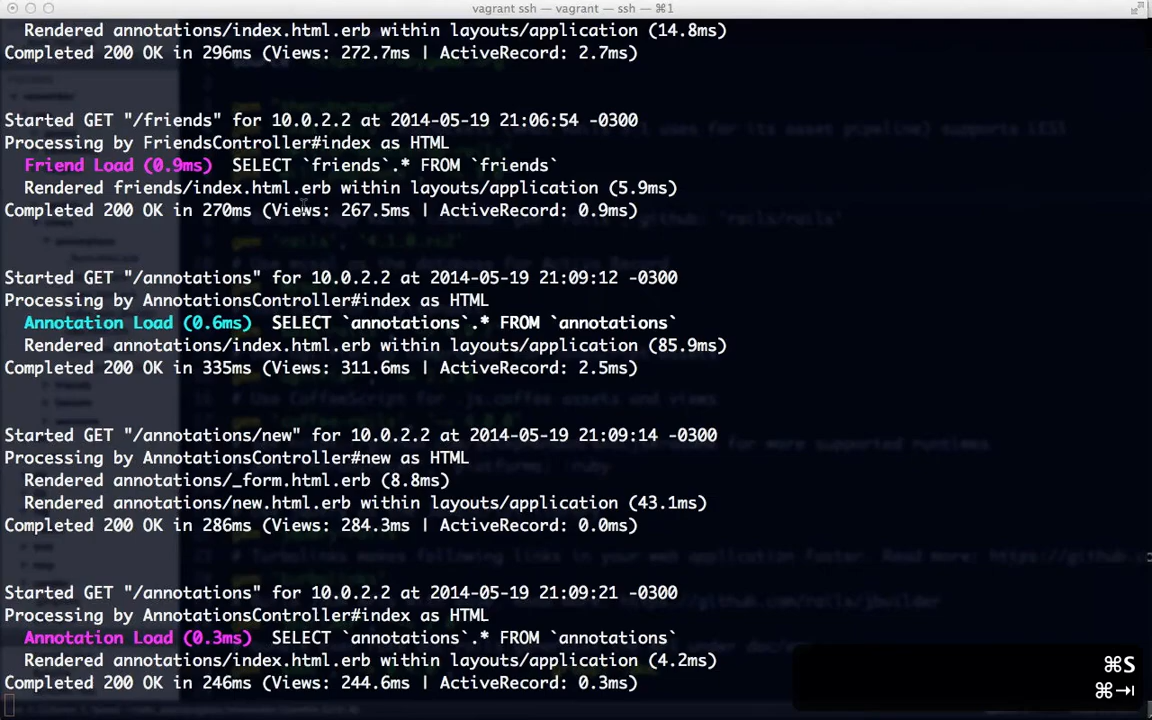 vagrant ssh — vagrant — ssh — ⌘1
Rendered annotations/index.html.erb within layouts/application (14.8ms)
Completed 200 OK in 296ms (Views: 272.7ms | ActiveRecord: 2.7ms)
Started GET "/friends" for 10.0.2.2 at 2014-05-19 21:06:54 -0300
Processing by FriendsController#index as HTML
Friend Load (0.9ms)  SELECT `friends`.* FROM `friends`
Rendered friends/index.html.erb within layouts/application (5.9ms)
Completed 200 OK in 270ms (Views: 267.5ms | ActiveRecord: 0.9ms)
Started GET "/annotations" for 10.0.2.2 at 2014-05-19 21:09:12 -0300
Processing by AnnotationsController#index as HTML
Annotation Load (0.6ms)  SELECT `annotations`.* FROM `annotations`
Rendered annotations/index.html.erb within layouts/application (85.9ms)
Completed 200 OK in 335ms (Views: 311.6ms | ActiveRecord: 2.5ms)
Started GET "/annotations/new" for 10.0.2.2 at 2014-05-19 21:09:14 -0300
Processing by AnnotationsController#new as HTML
Rendered annotations/_form.html.erb (8.8ms)
Rendered annotations/new.html.erb within layouts/application (43.1ms)
Completed 200 OK in 286ms (Views: 284.3ms | ActiveRecord: 0.0ms)
Started GET "/annotations" for 10.0.2.2 at 2014-05-19 21:09:21 -0300
Processing by AnnotationsController#index as HTML
Annotation Load (0.3ms)  SELECT `annotations`.* FROM `annotations`
Rendered annotations/index.html.erb within layouts/application (4.2ms)
Completed 200 OK in 246ms (Views: 244.6ms | ActiveRecord: 0.3ms)
⌘S
⌘⇥